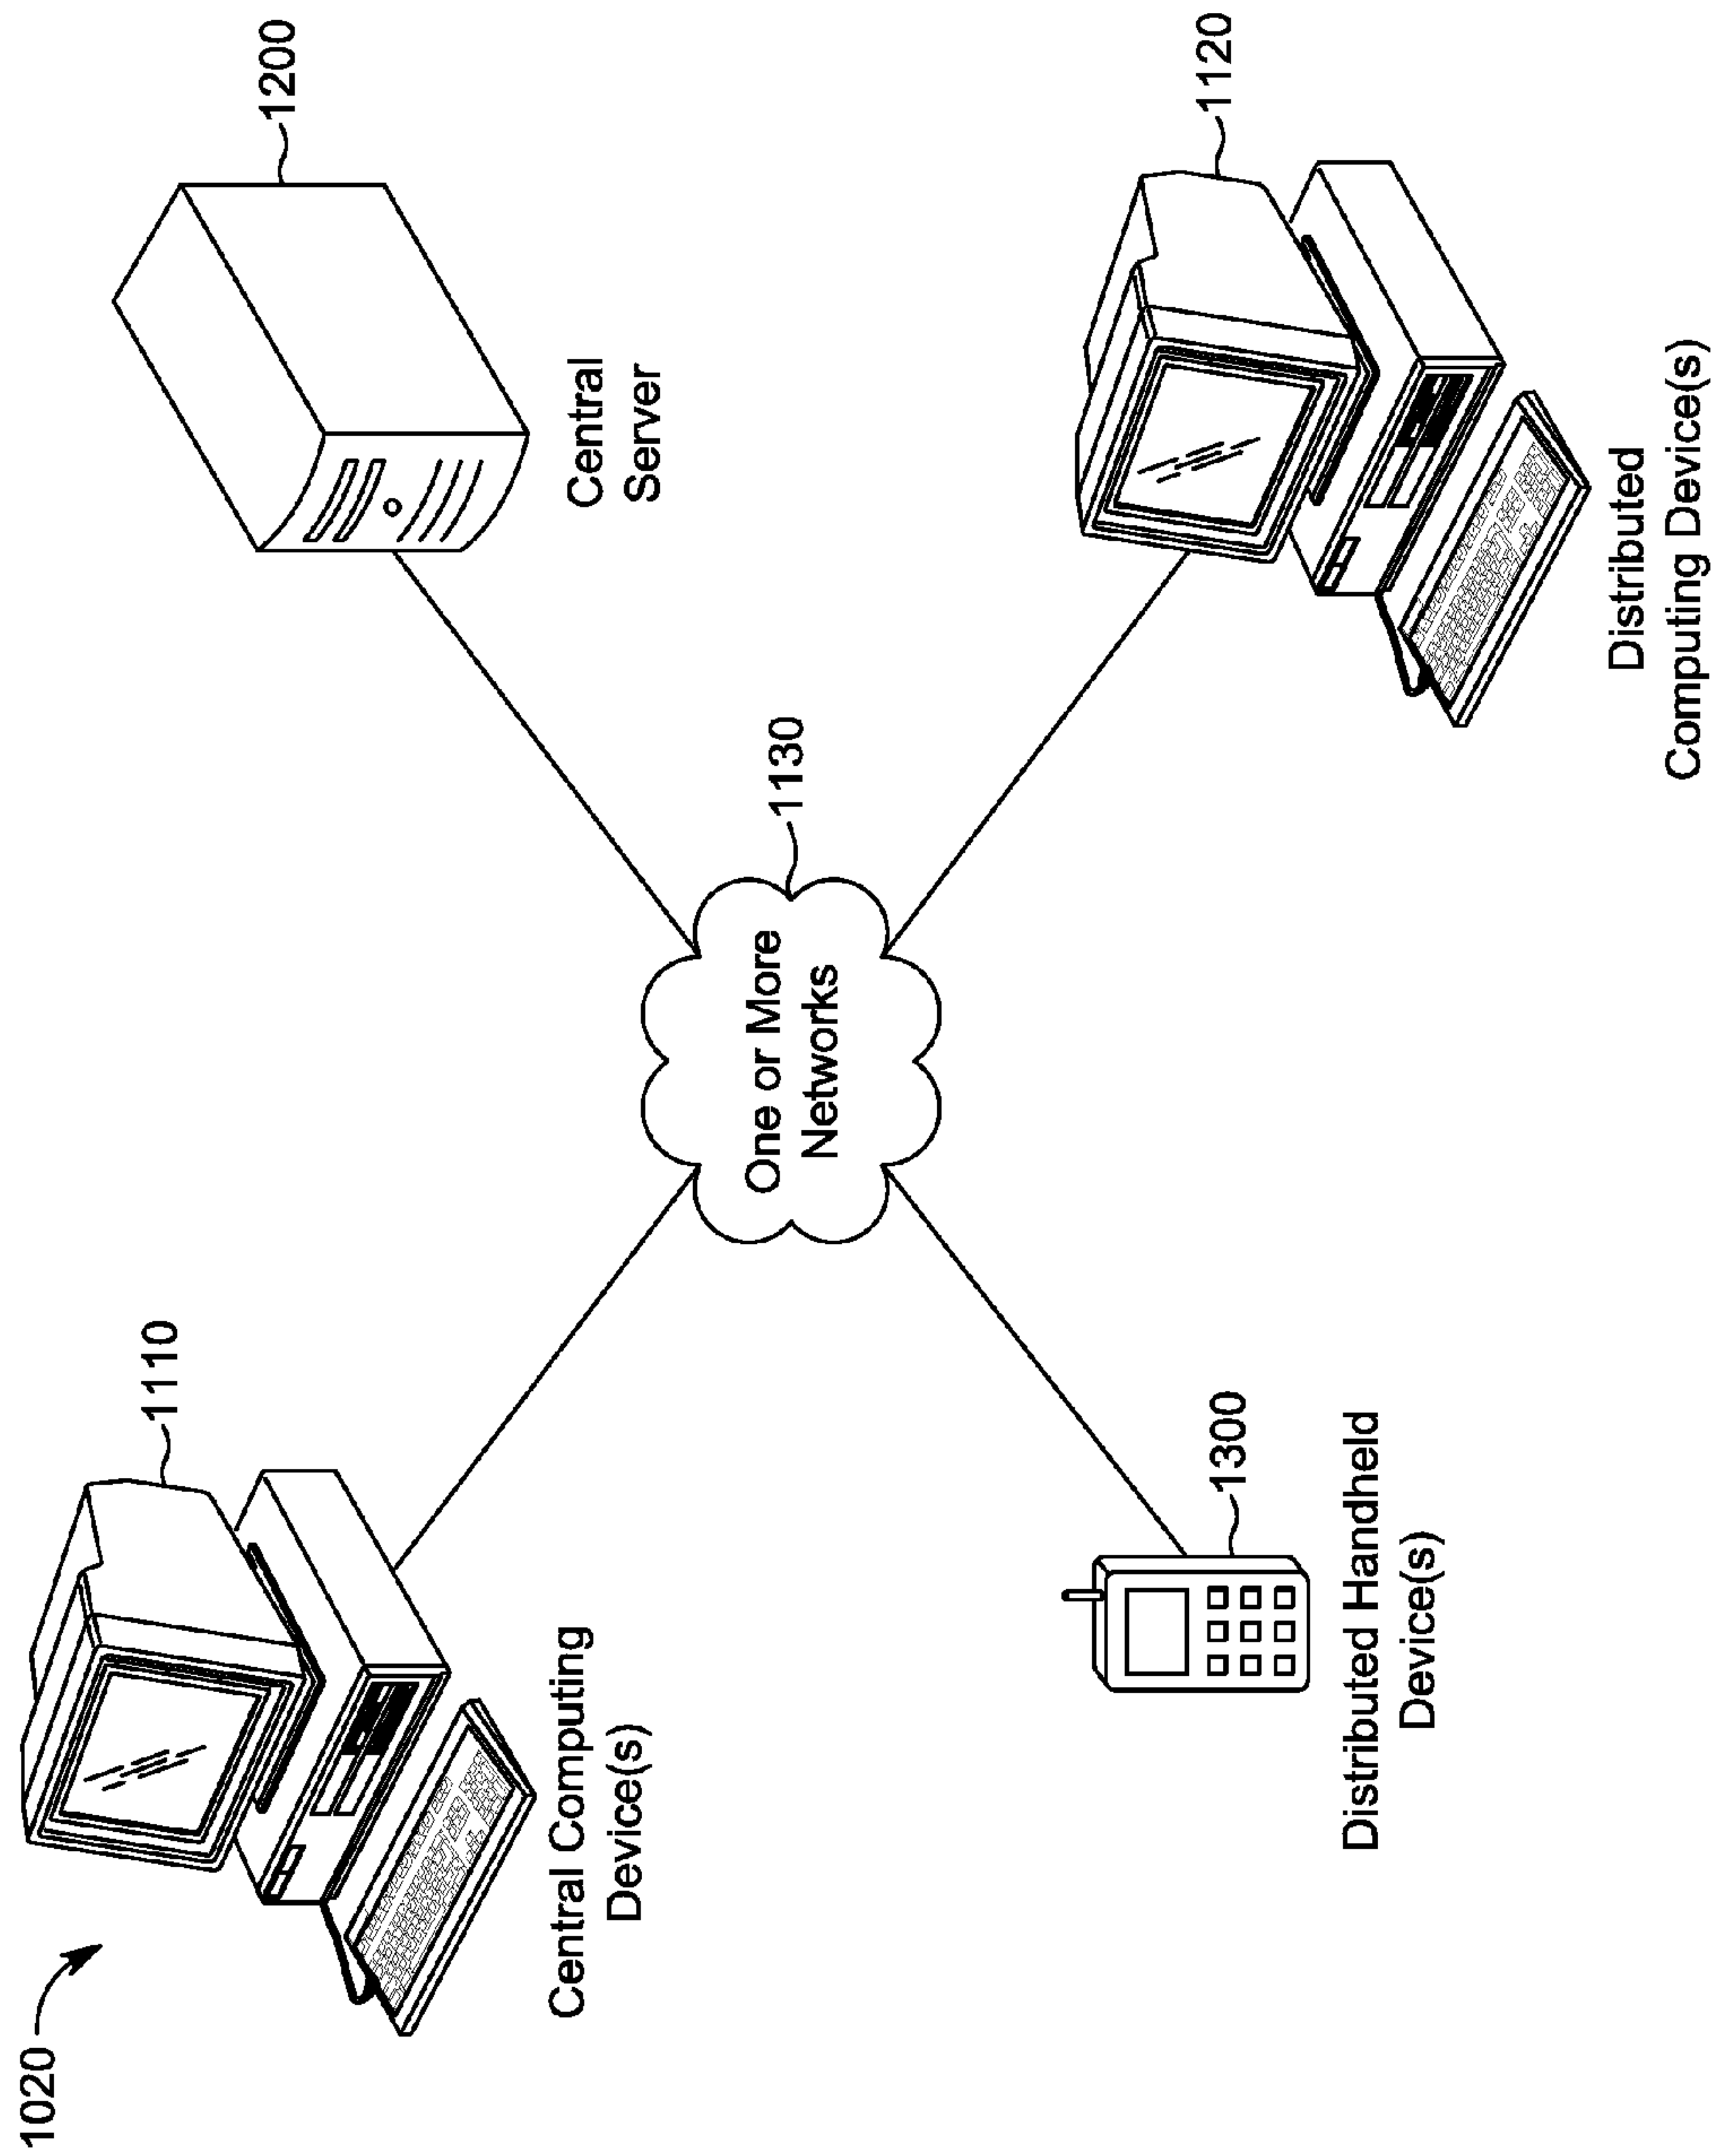 1020
1110
Central Computing
Device(s)
1200
Central
Server
One or More
Networks
1130
1300
Distributed Handheld
Device(s)
1120
Distributed
Computing Device(s)